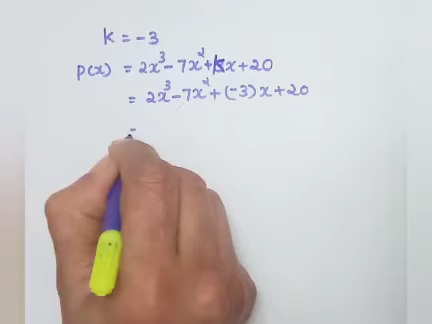 k = -3
p(x) = 2x³ - 7x² + kx + 20
= 2x³ - 7x² + (-3)x + 20
=